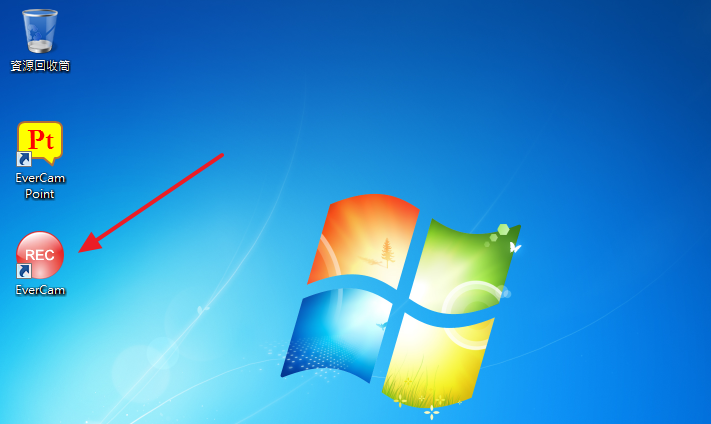 資源回收筒
Pt
EverCam
Point
REC
EverCam